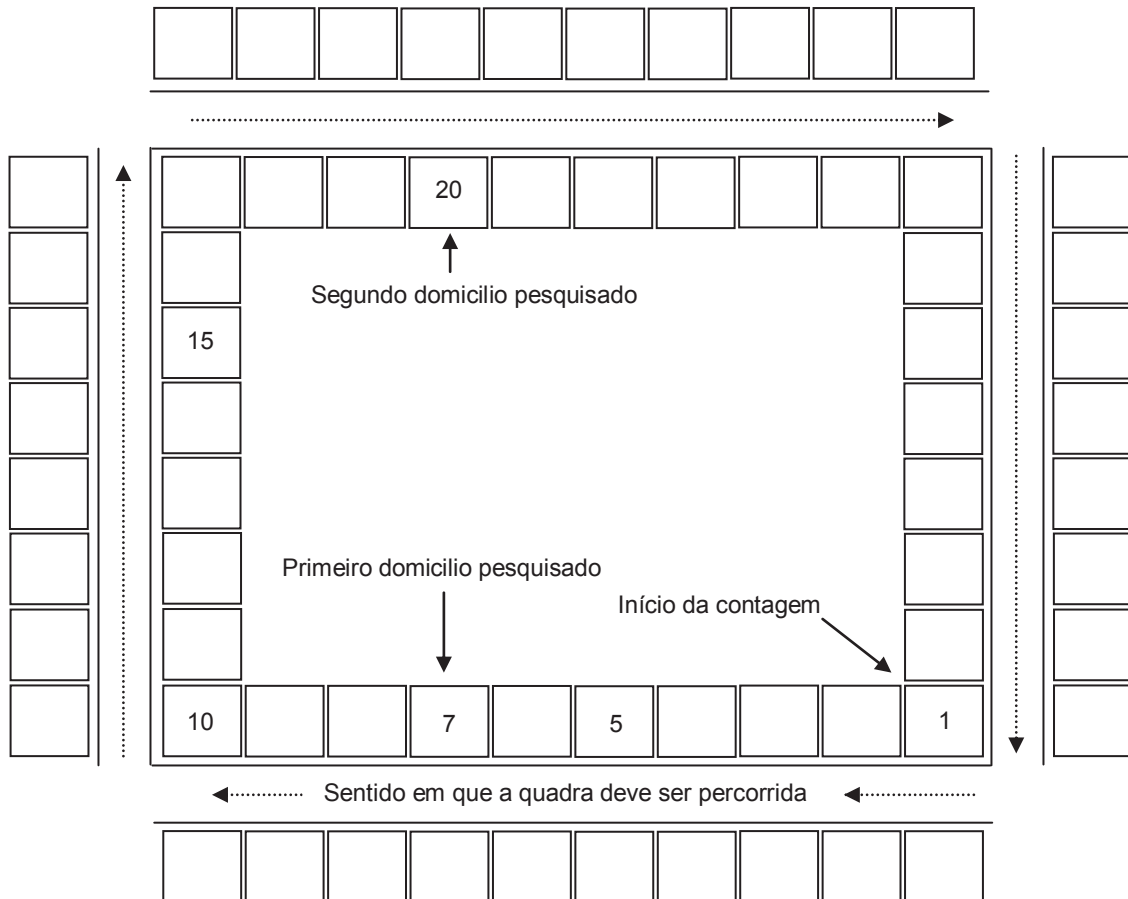 20
Segundo domicilio pesquisado
15
Primeiro domicilio pesquisado
Início da contagem
10
7
5
1
Sentido em que a quadra deve ser percorrida